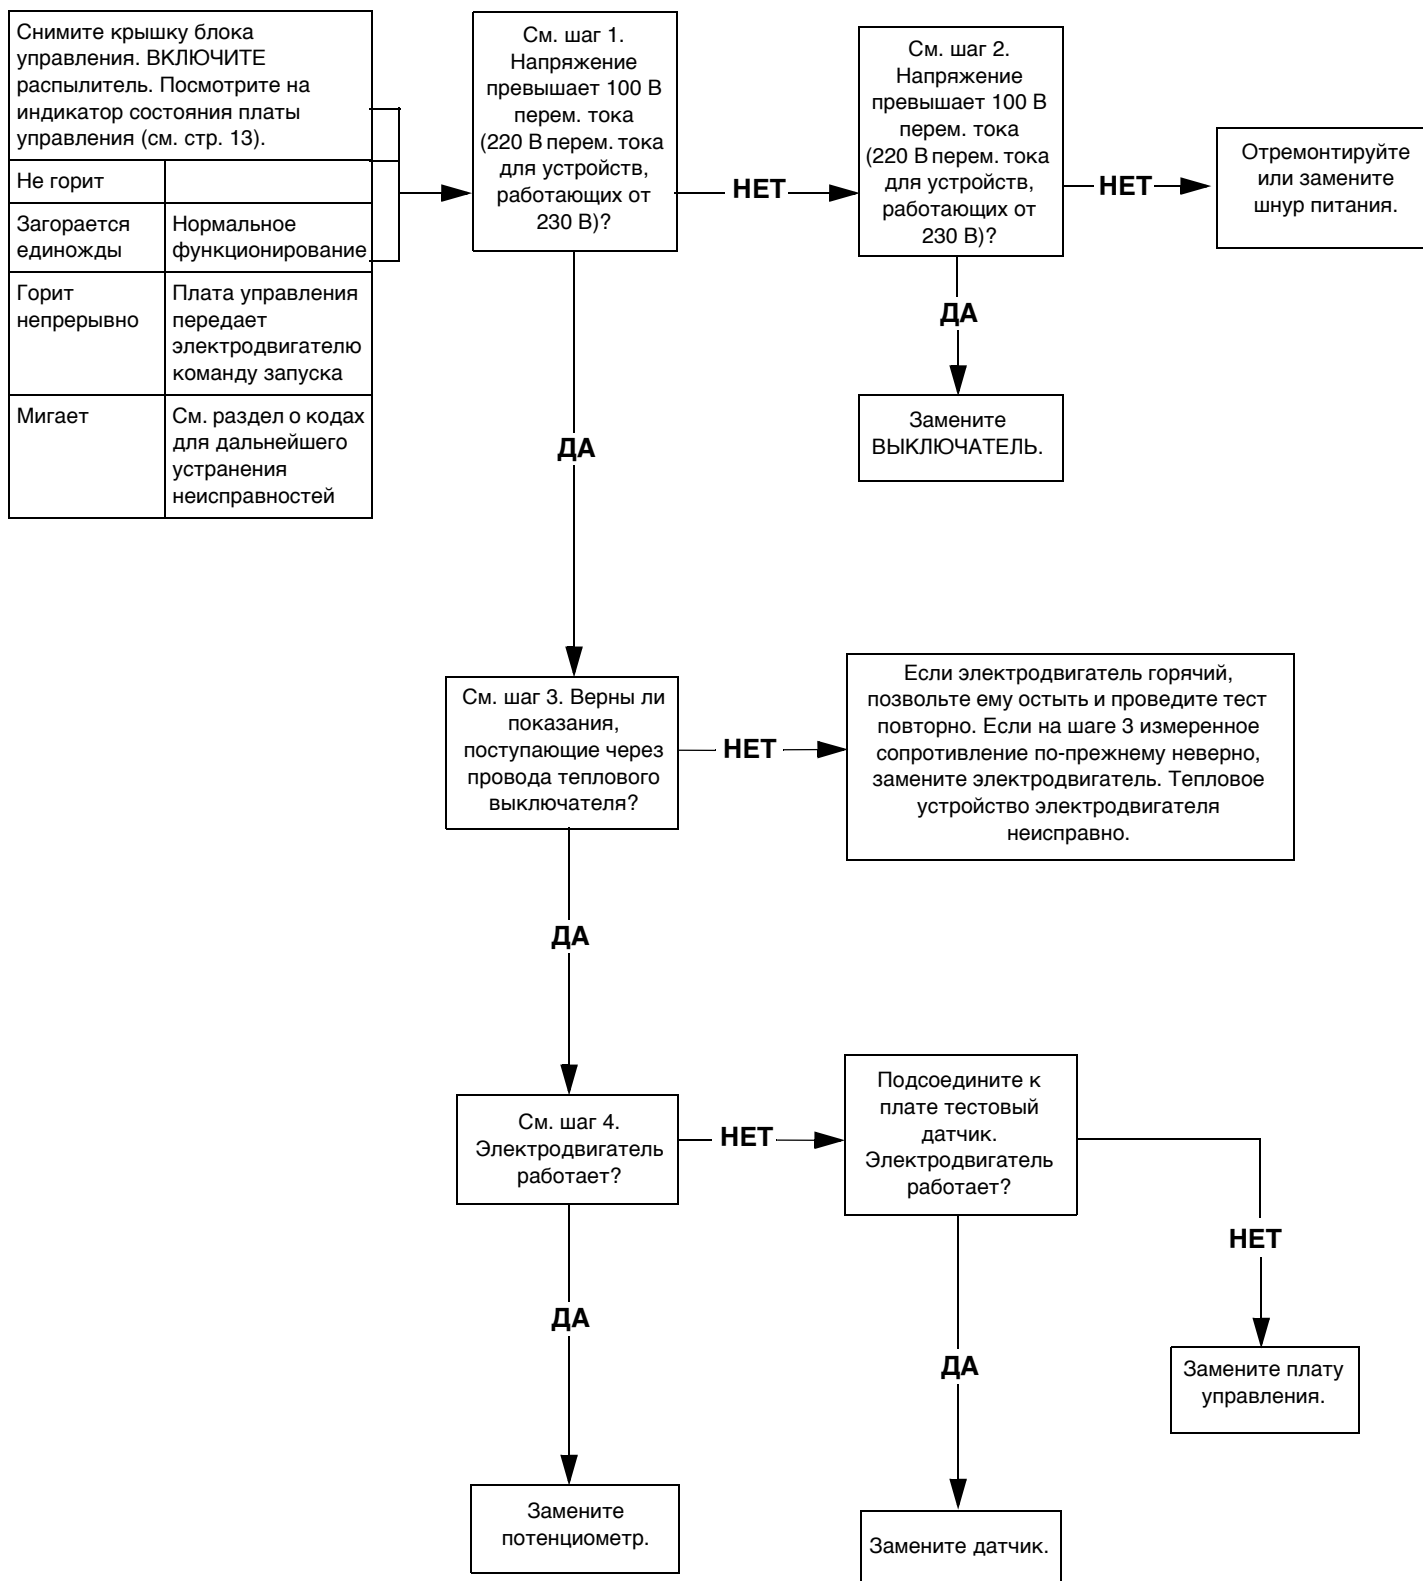 Снимите крышку блока
управления. ВКЛЮЧИТЕ
распылитель. Посмотрите на
индикатор состояния платы
управления (см. стр. 13).
Не горит
Загорается
единожды
Нормальное
функционирование
Горит
непрерывно
Плата управления
передает
электродвигателю
команду запуска
Мигает
См. раздел о кодах
для дальнейшего
устранения
неисправностей
См. шаг 1.
Напряжение
превышает 100 В
перем. тока
(220 В перем. тока
для устройств,
работающих от
230 В)?
НЕТ
См. шаг 2.
Напряжение
превышает 100 В
перем. тока
(220 В перем. тока
для устройств,
работающих от
230 В)?
НЕТ
Отремонтируйте
или замените
шнур питания.
ДА
Замените
ВЫКЛЮЧАТЕЛЬ.
ДА
См. шаг 3. Верны ли
показания,
поступающие через
провода теплового
выключателя?
НЕТ
Если электродвигатель горячий,
позвольте ему остыть и проведите тест
повторно. Если на шаге 3 измеренное
сопротивление по-прежнему неверно,
замените электродвигатель. Тепловое
устройство электродвигателя
неисправно.
ДА
См. шаг 4.
Электродвигатель
работает?
НЕТ
Подсоедините к
плате тестовый
датчик.
Электродвигатель
работает?
НЕТ
Замените плату
управления.
ДА
Замените
потенциометр.
ДА
Замените датчик.